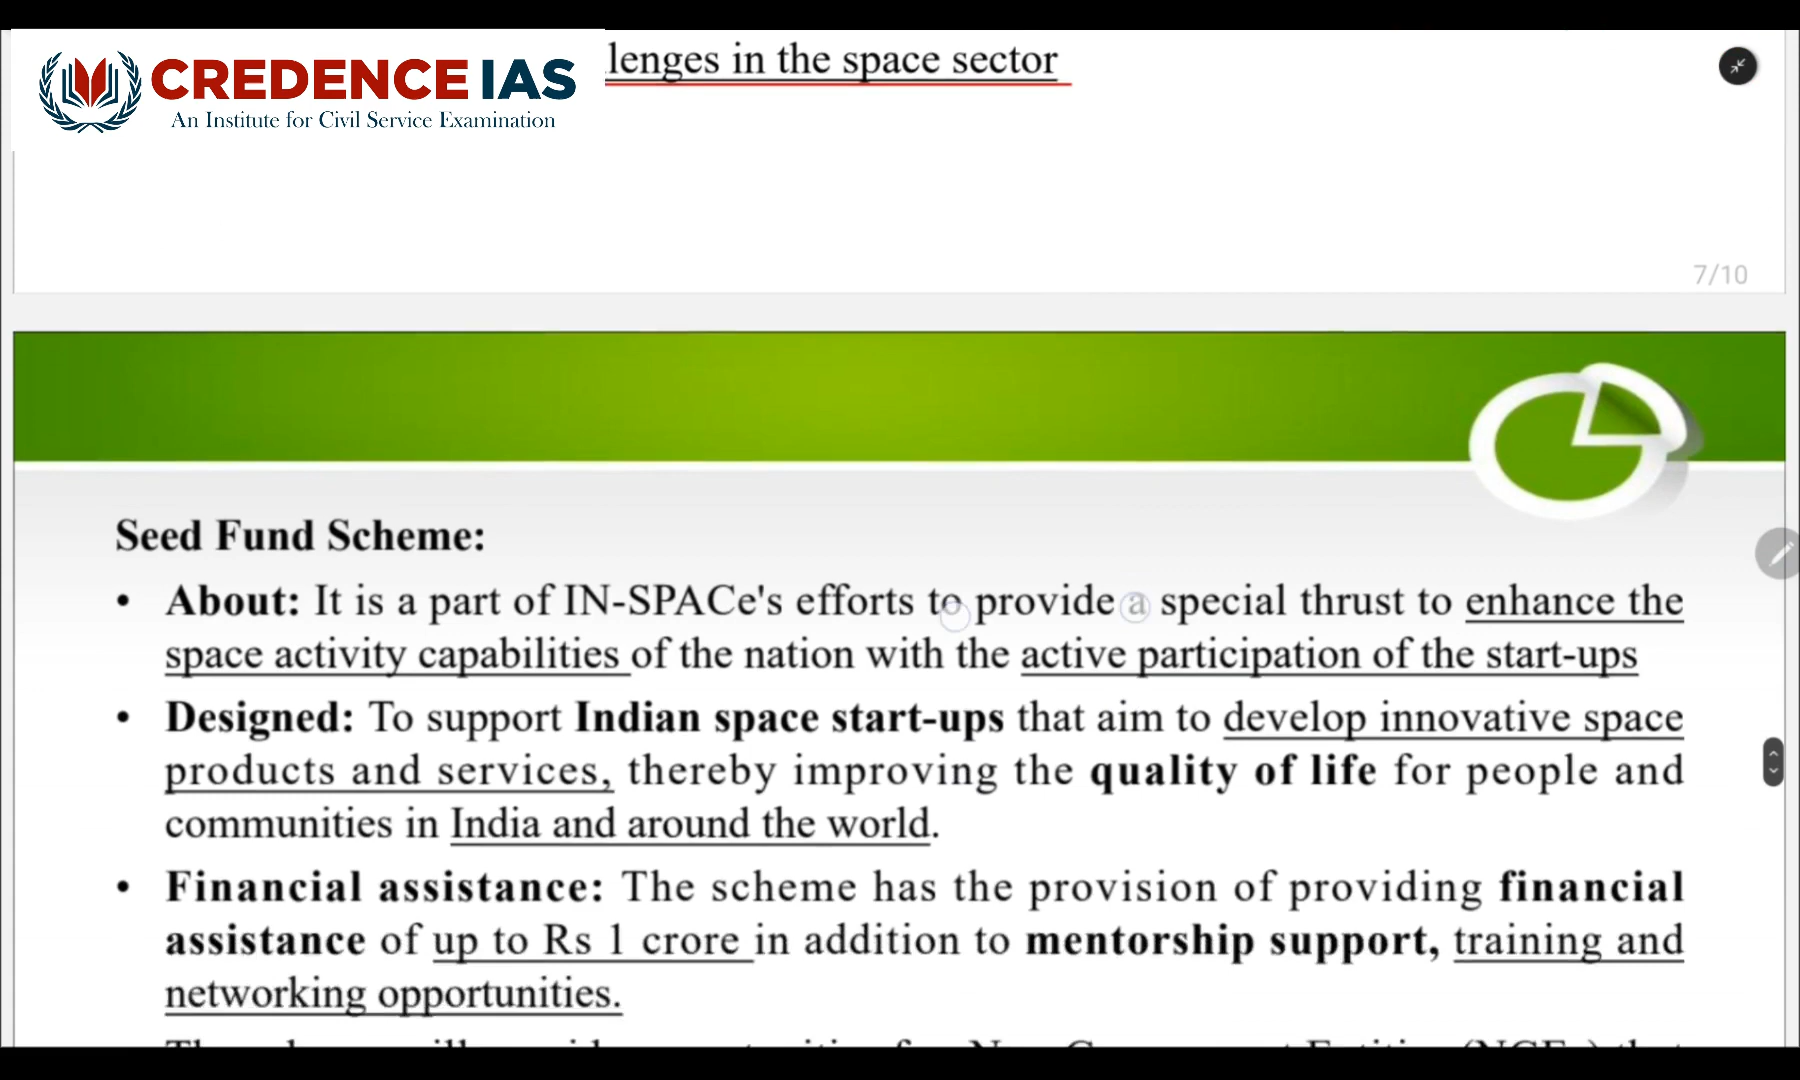 CREDENCE IAS
An Institute for Civil Service Examination
lenges in the space sector
7/10
Seed Fund Scheme:
• About: It is a part of IN-SPACe's efforts to provide a special thrust to enhance the
space activity capabilities of the nation with the active participation of the start-ups
• Designed: To support Indian space start-ups that aim to develop innovative space
products and services, thereby improving the quality of life for people and
communities in India and around the world.
• Financial assistance: The scheme has the provision of providing financial
assistance of up to Rs 1 crore in addition to mentorship support, training and
networking opportunities.